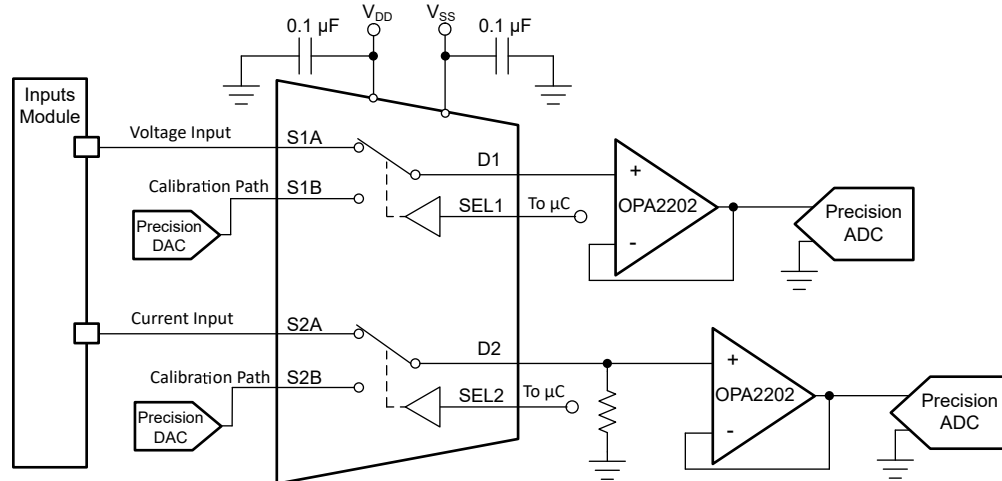 0.1 µF
VDD
VSS
0.1 µF
Inputs
Module
Voltage Input
S1A
D1
+
Calibration Path
S1B
SEL1
To µC
OPA2202
Precision
ADC
Precision
DAC
-
Current Input
S2A
D2
+
Calibration Path
S2B
SEL2
To µC
OPA2202
Precision
ADC
Precision
DAC
-